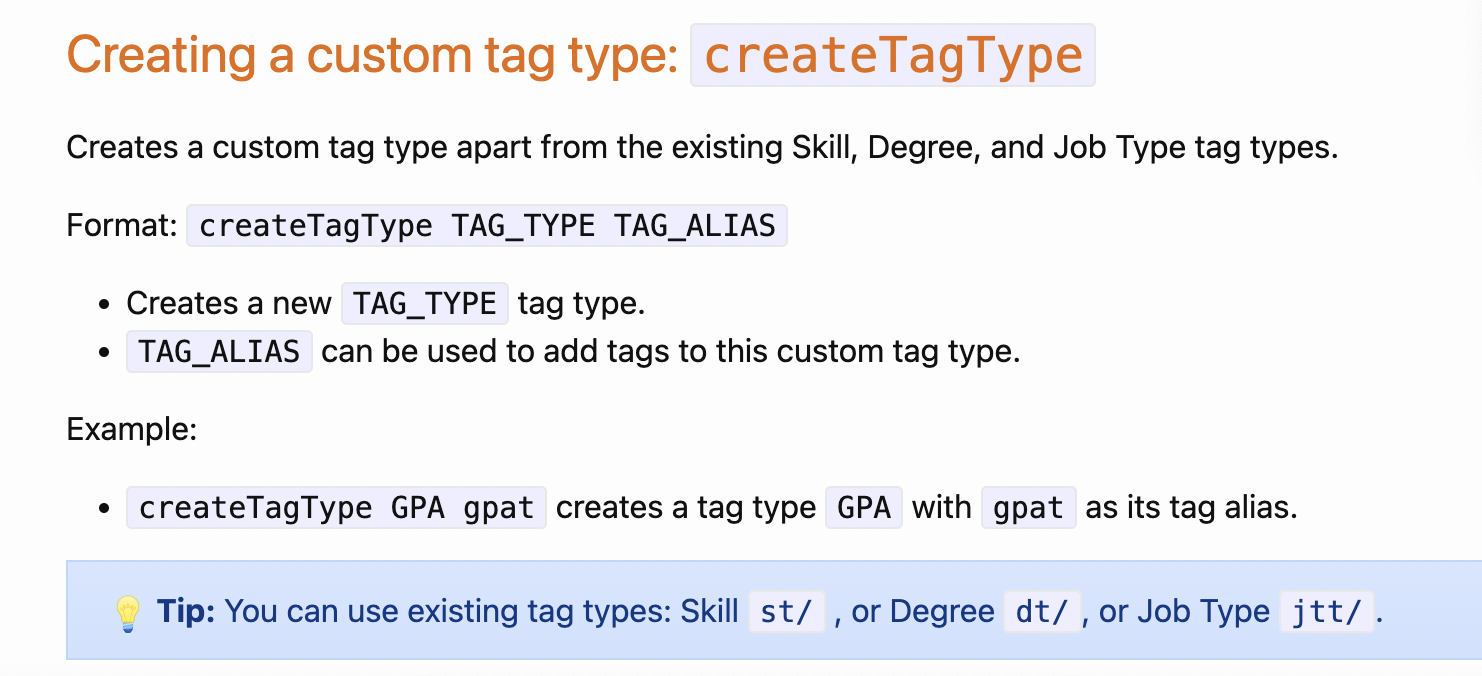 Creating a custom tag type: createTagType
Creates a custom tag type apart from the existing Skill, Degree, and Job Type tag types.
Format: createTagType TAG_TYPE TAG_ALIAS
• Creates a new TAG_TYPE tag type.
• TAG_ALIAS can be used to add tags to this custom tag type.
Example:
• createTagType GPA gpat creates a tag type GPA with gpat as its tag alias.
💡 Tip: You can use existing tag types: Skill st/ , or Degree dt/ , or Job Type jtt/ .